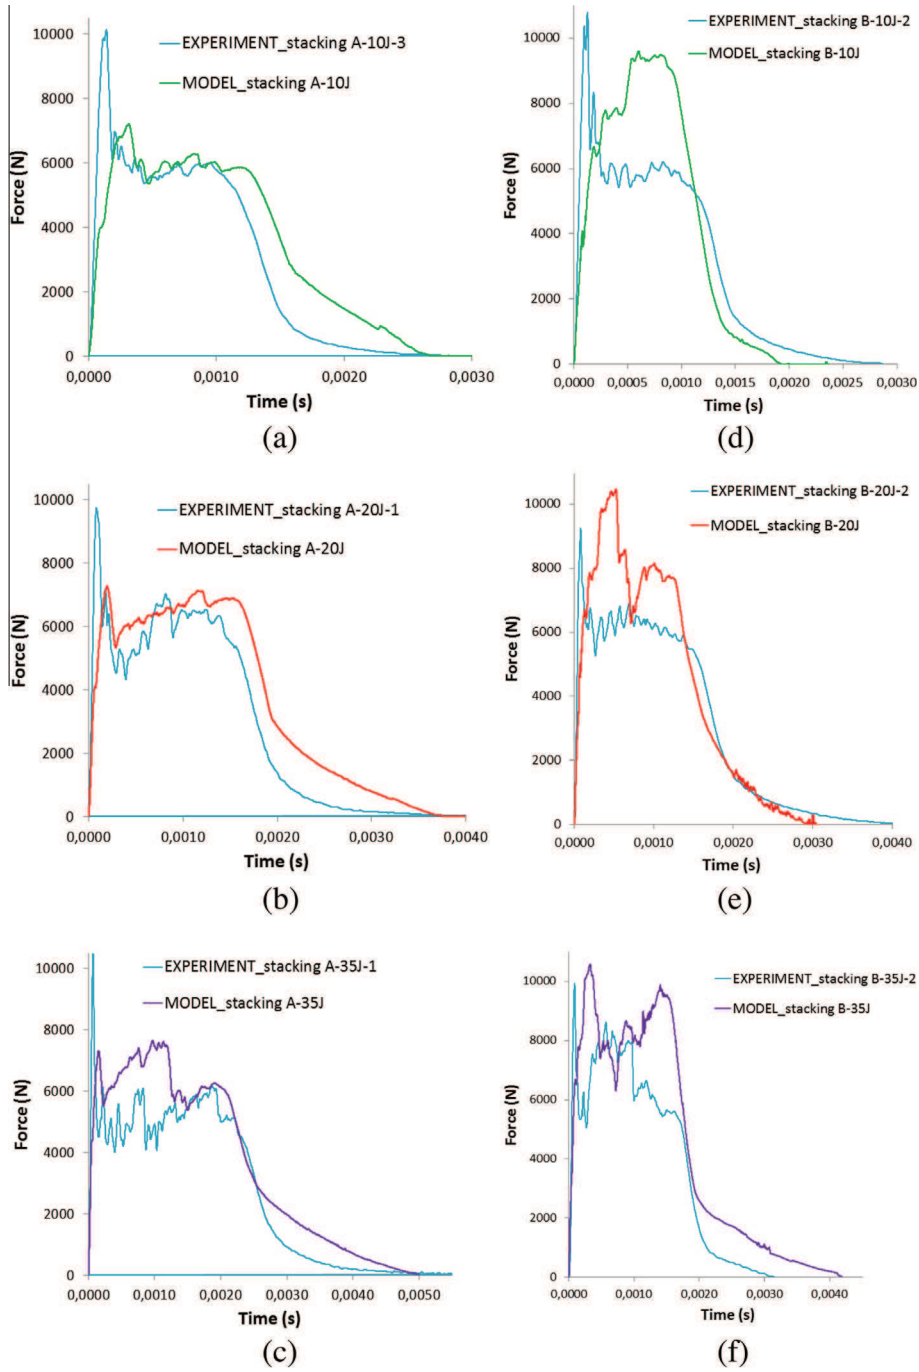 EXPERIMENT_stacking A-10J-3
MODEL_stacking A-10J
Force (N)
10000
8000
6000
4000
2000
0
0,0000
0,0010
0,0020
0,0030
Time (s)
(a)
EXPERIMENT_stacking B-10J-2
MODEL_stacking B-10J
Force (N)
10000
8000
6000
4000
2000
0
0,0000
0,0005
0,0010
0,0015
0,0020
0,0025
0,0030
Time (s)
(d)
EXPERIMENT_stacking A-20J-1
MODEL_stacking A-20J
Force (N)
10000
8000
6000
4000
2000
0
0,0000
0,0010
0,0020
0,0030
0,0040
Time (s)
(b)
EXPERIMENT_stacking B-20J-2
MODEL_stacking B-20J
Force (N)
10000
8000
6000
4000
2000
0
0,0000
0,0010
0,0020
0,0030
0,0040
Time (s)
(e)
EXPERIMENT_stacking A-35J-1
MODEL_stacking A-35J
Force (N)
10000
8000
6000
4000
2000
0
0,0000
0,0010
0,0020
0,0030
0,0040
0,0050
Time (s)
(c)
EXPERIMENT_stacking B-35J-2
MODEL_stacking B-35J
Force (N)
10000
8000
6000
4000
2000
0
0,0000
0,0010
0,0020
0,0030
0,0040
Time (s)
(f)